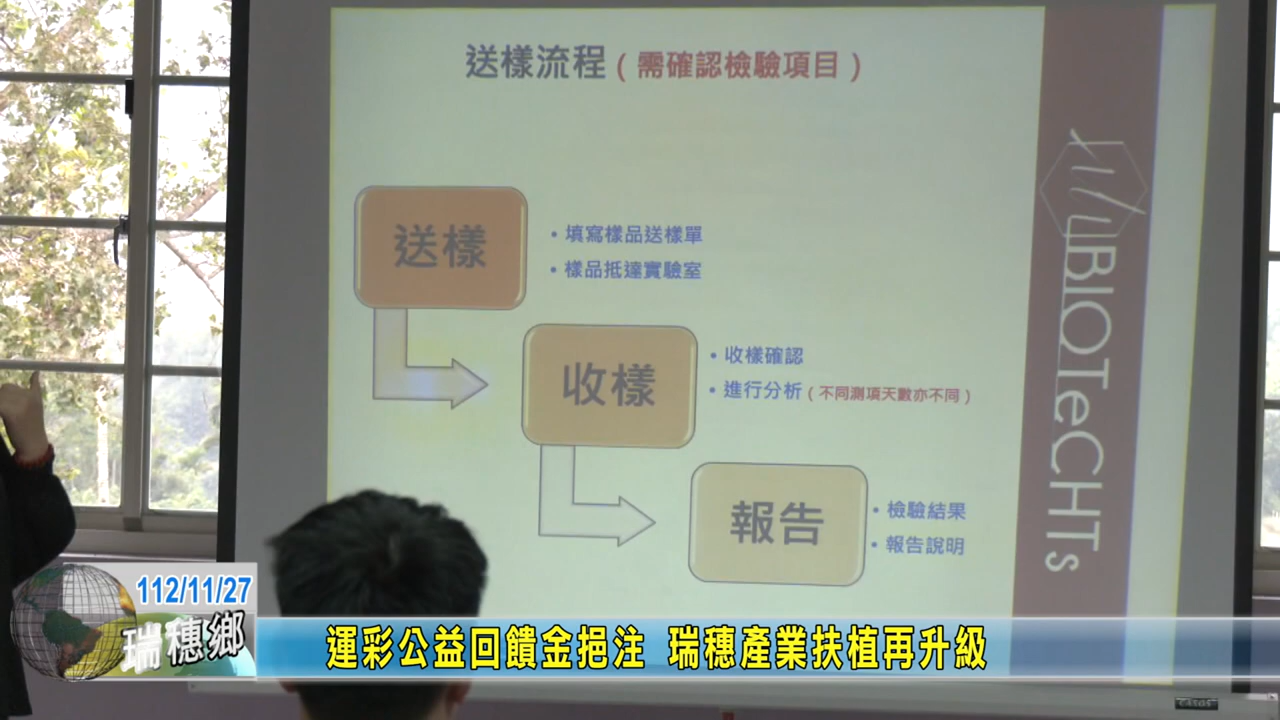 送樣流程(需確認檢驗項目)
送樣
• 填寫樣品送樣單
• 樣品抵達實驗室
收樣
• 收樣確認
• 進行分析(不同測項天數亦不同)
報告
• 檢驗結果
• 報告說明
BIOTeCHTs
112/11/27
瑞穗鄉
運彩公益回饋金挹注 瑞穗產業扶植再升級